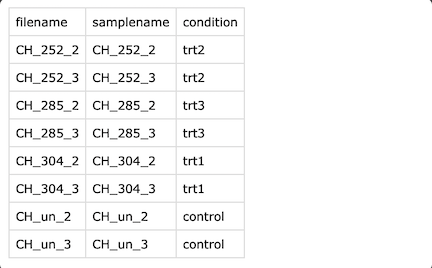 filename samplename condition
CH_252_2 CH_252_2 trt2
CH_252_3 CH_252_3 trt2
CH_285_2 CH_285_2 trt3
CH_285_3 CH_285_3 trt3
CH_304_2 CH_304_2 trt1
CH_304_3 CH_304_3 trt1
CH_un_2 CH_un_2 control
CH_un_3 CH_un_3 control